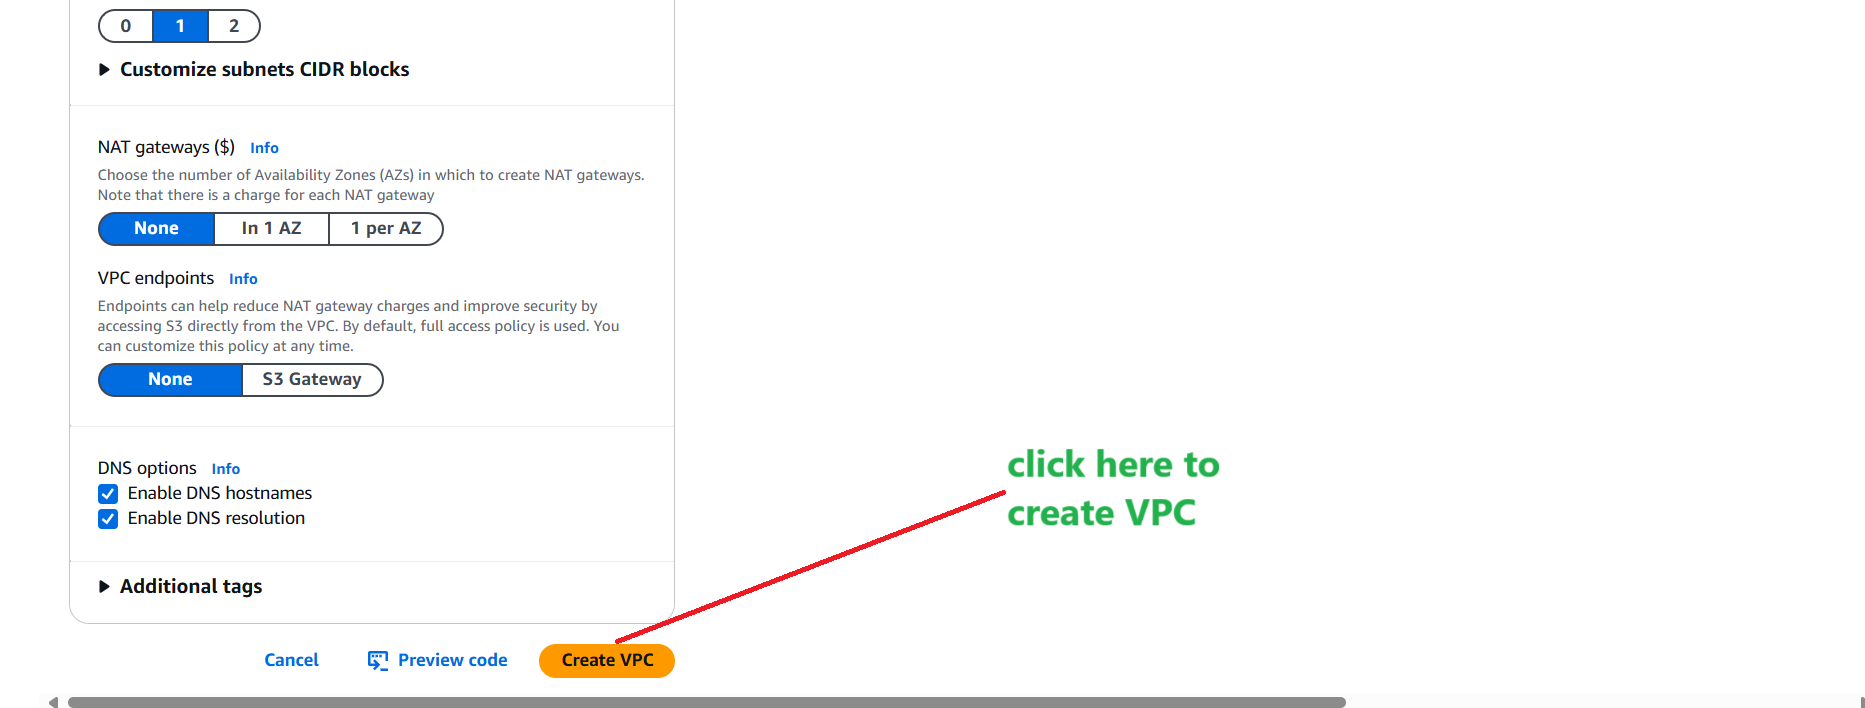 0 1 2
Customize subnets CIDR blocks
NAT gateways ($) Info
Choose the number of Availability Zones (AZs) in which to create NAT gateways.
Note that there is a charge for each NAT gateway
None In 1 AZ 1 per AZ
VPC endpoints Info
Endpoints can help reduce NAT gateway charges and improve security by
accessing S3 directly from the VPC. By default, full access policy is used. You
can customize this policy at any time.
None S3 Gateway
DNS options Info
Enable DNS hostnames
Enable DNS resolution
Additional tags
Cancel Preview code Create VPC
click here to
create VPC